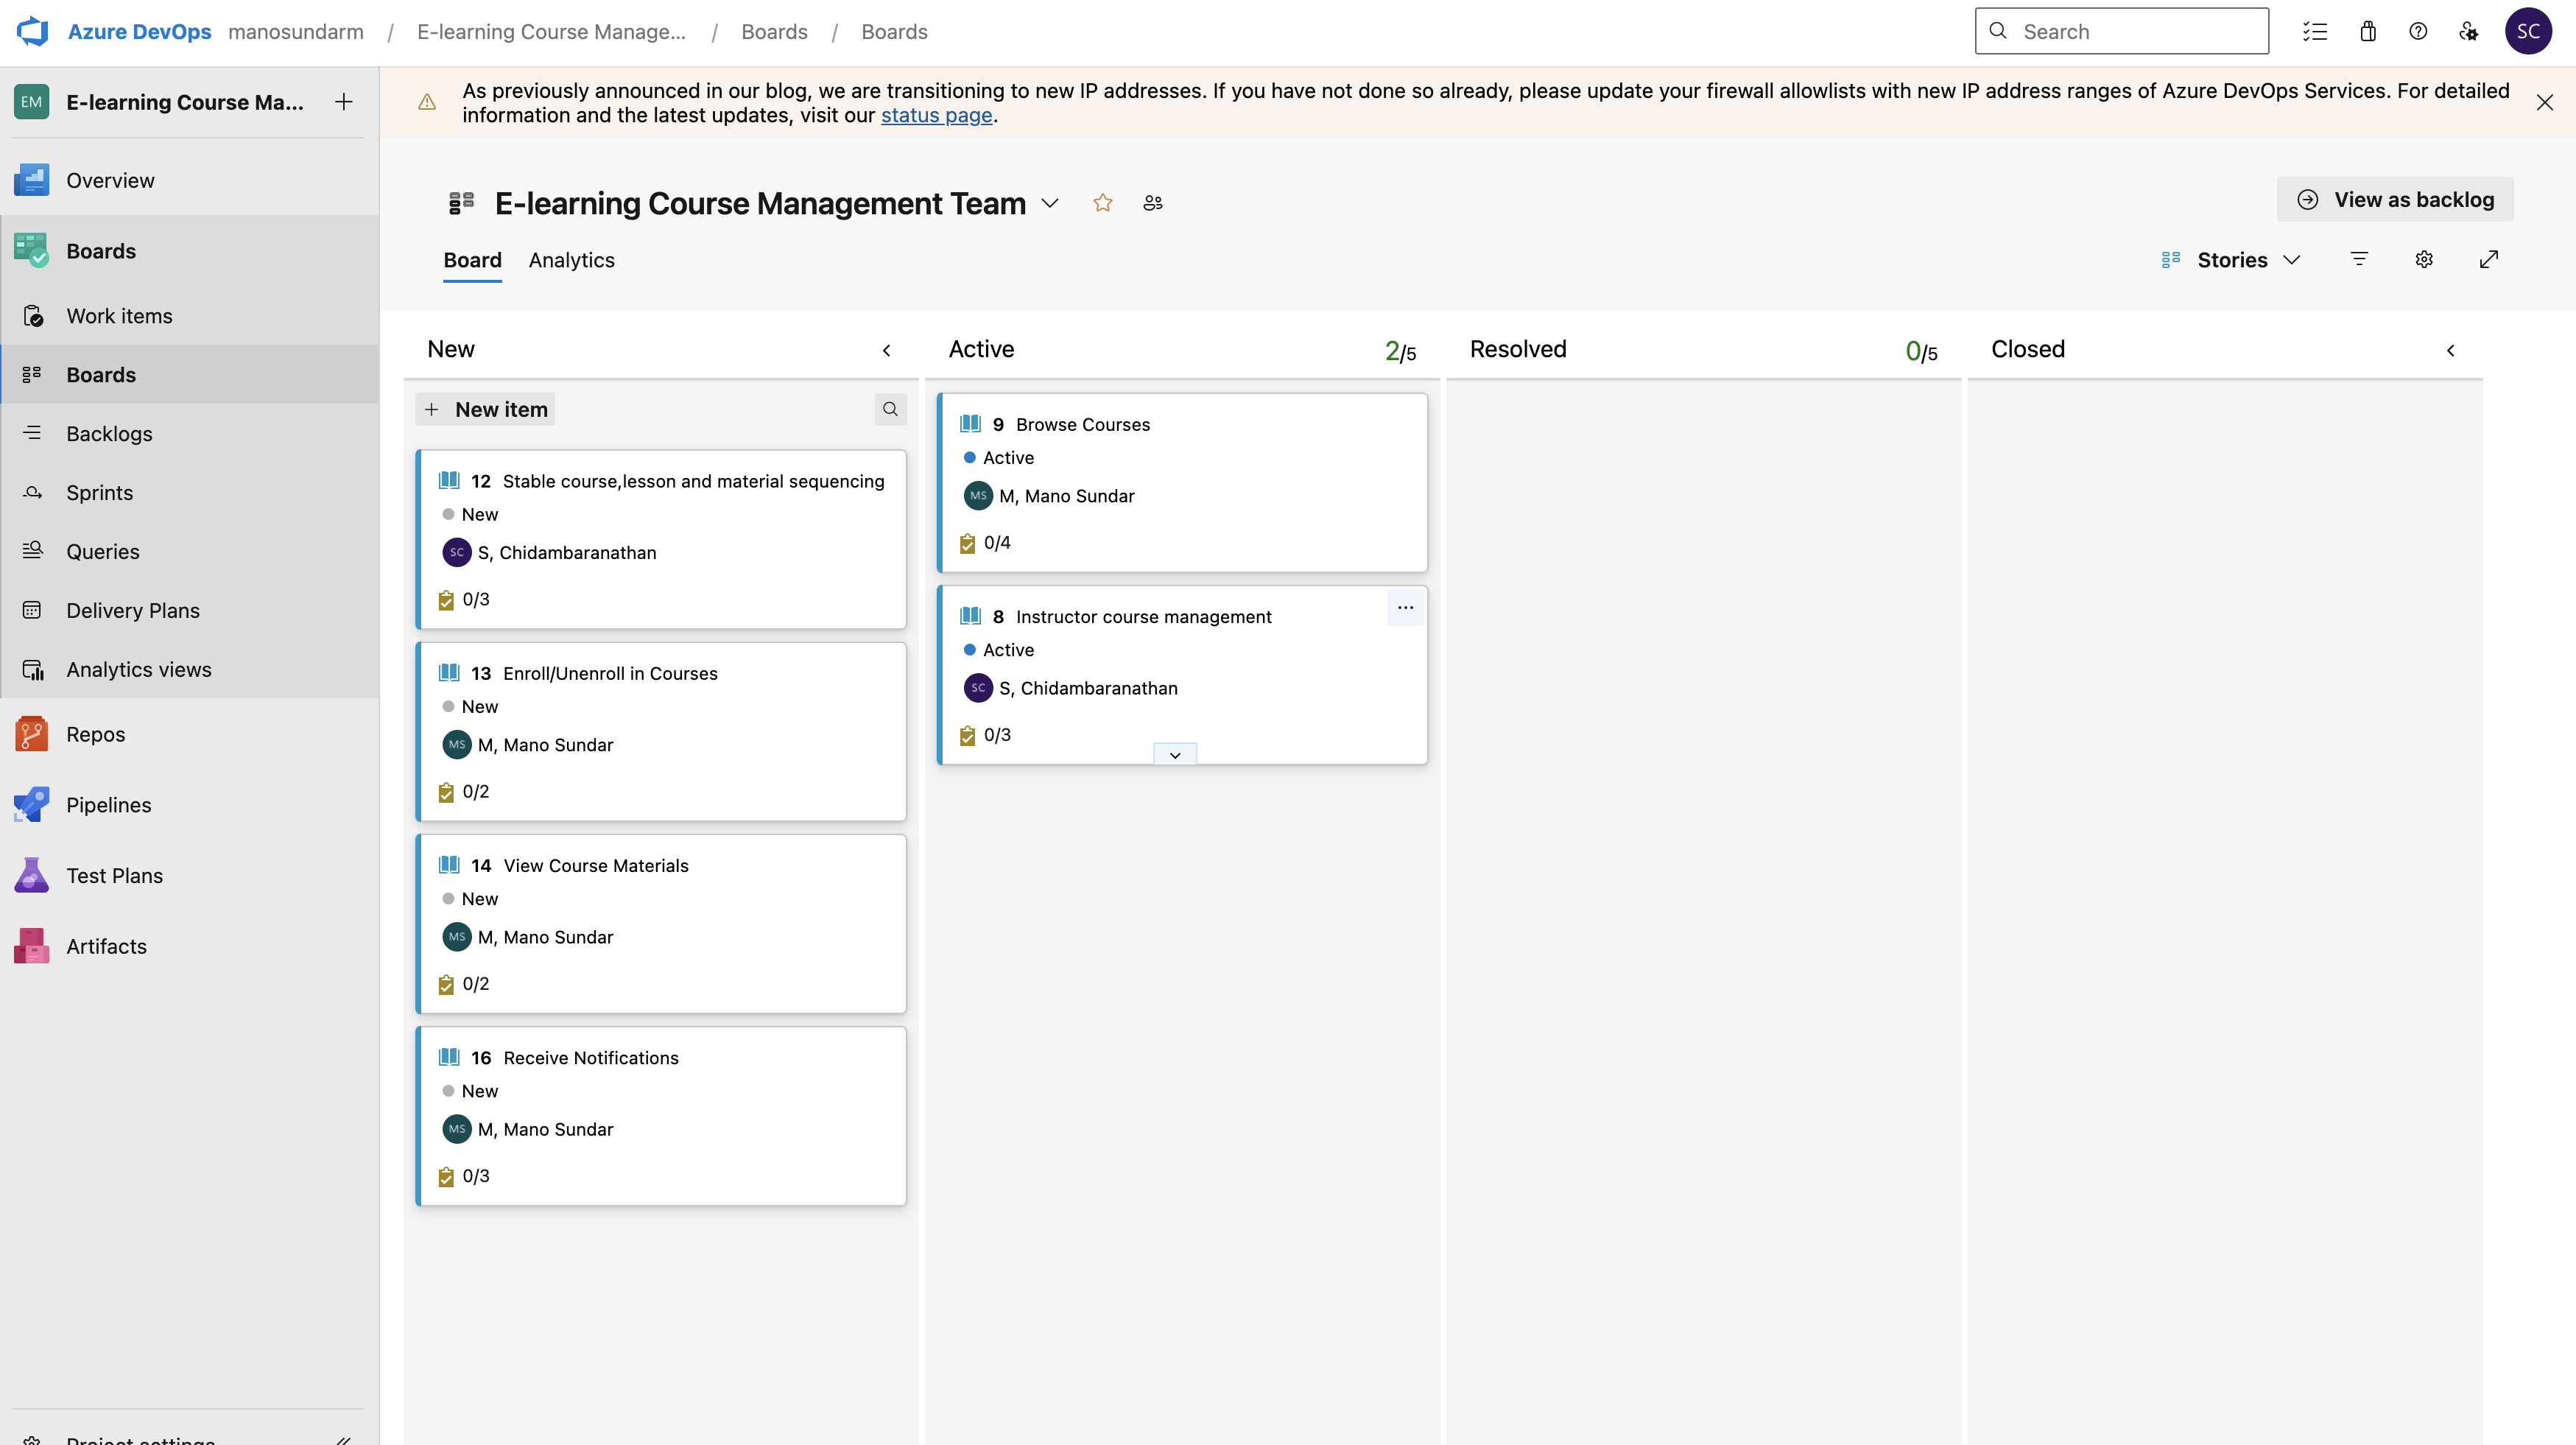 Azure DevOps manosundarm / E-learning Course Manage... / Boards / Boards
Search
SC
EM E-learning Course Ma...
As previously announced in our blog, we are transitioning to new IP addresses. If you have not done so already, please update your firewall allowlists with new IP address ranges of Azure DevOps Services. For detailed
information and the latest updates, visit our status page.
Overview
Boards
Work items
Boards
Backlogs
Sprints
Queries
Delivery Plans
Analytics views
Repos
Pipelines
Test Plans
Artifacts
Project settings
E-learning Course Management Team
View as backlog
Board Analytics
Stories
New
New item
12 Stable course,lesson and material sequencing
New
SC S, Chidambaranathan
0/3
13 Enroll/Unenroll in Courses
New
MS M, Mano Sundar
0/2
14 View Course Materials
New
MS M, Mano Sundar
0/2
16 Receive Notifications
New
MS M, Mano Sundar
0/3
Active 2/5
9 Browse Courses
Active
MS M, Mano Sundar
0/4
8 Instructor course management
Active
SC S, Chidambaranathan
0/3
Resolved 0/5
Closed